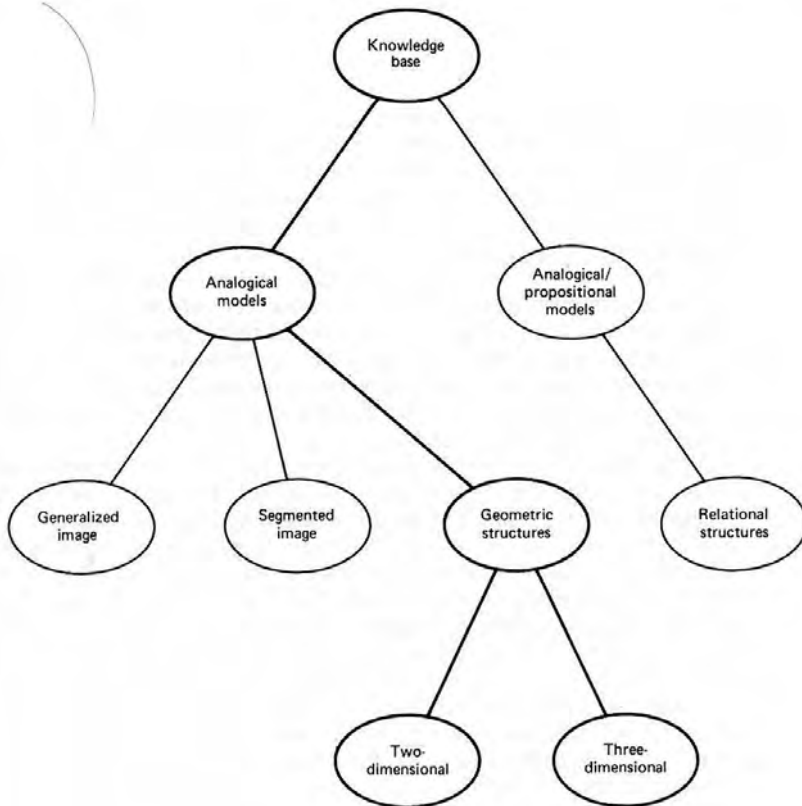 Knowledge
base
Analogical
models
Analogical/
propositional
models
Generalized
image
Segmented
image
Geometric
structures
Relational
structures
Two-
dimensional
Three-
dimensional